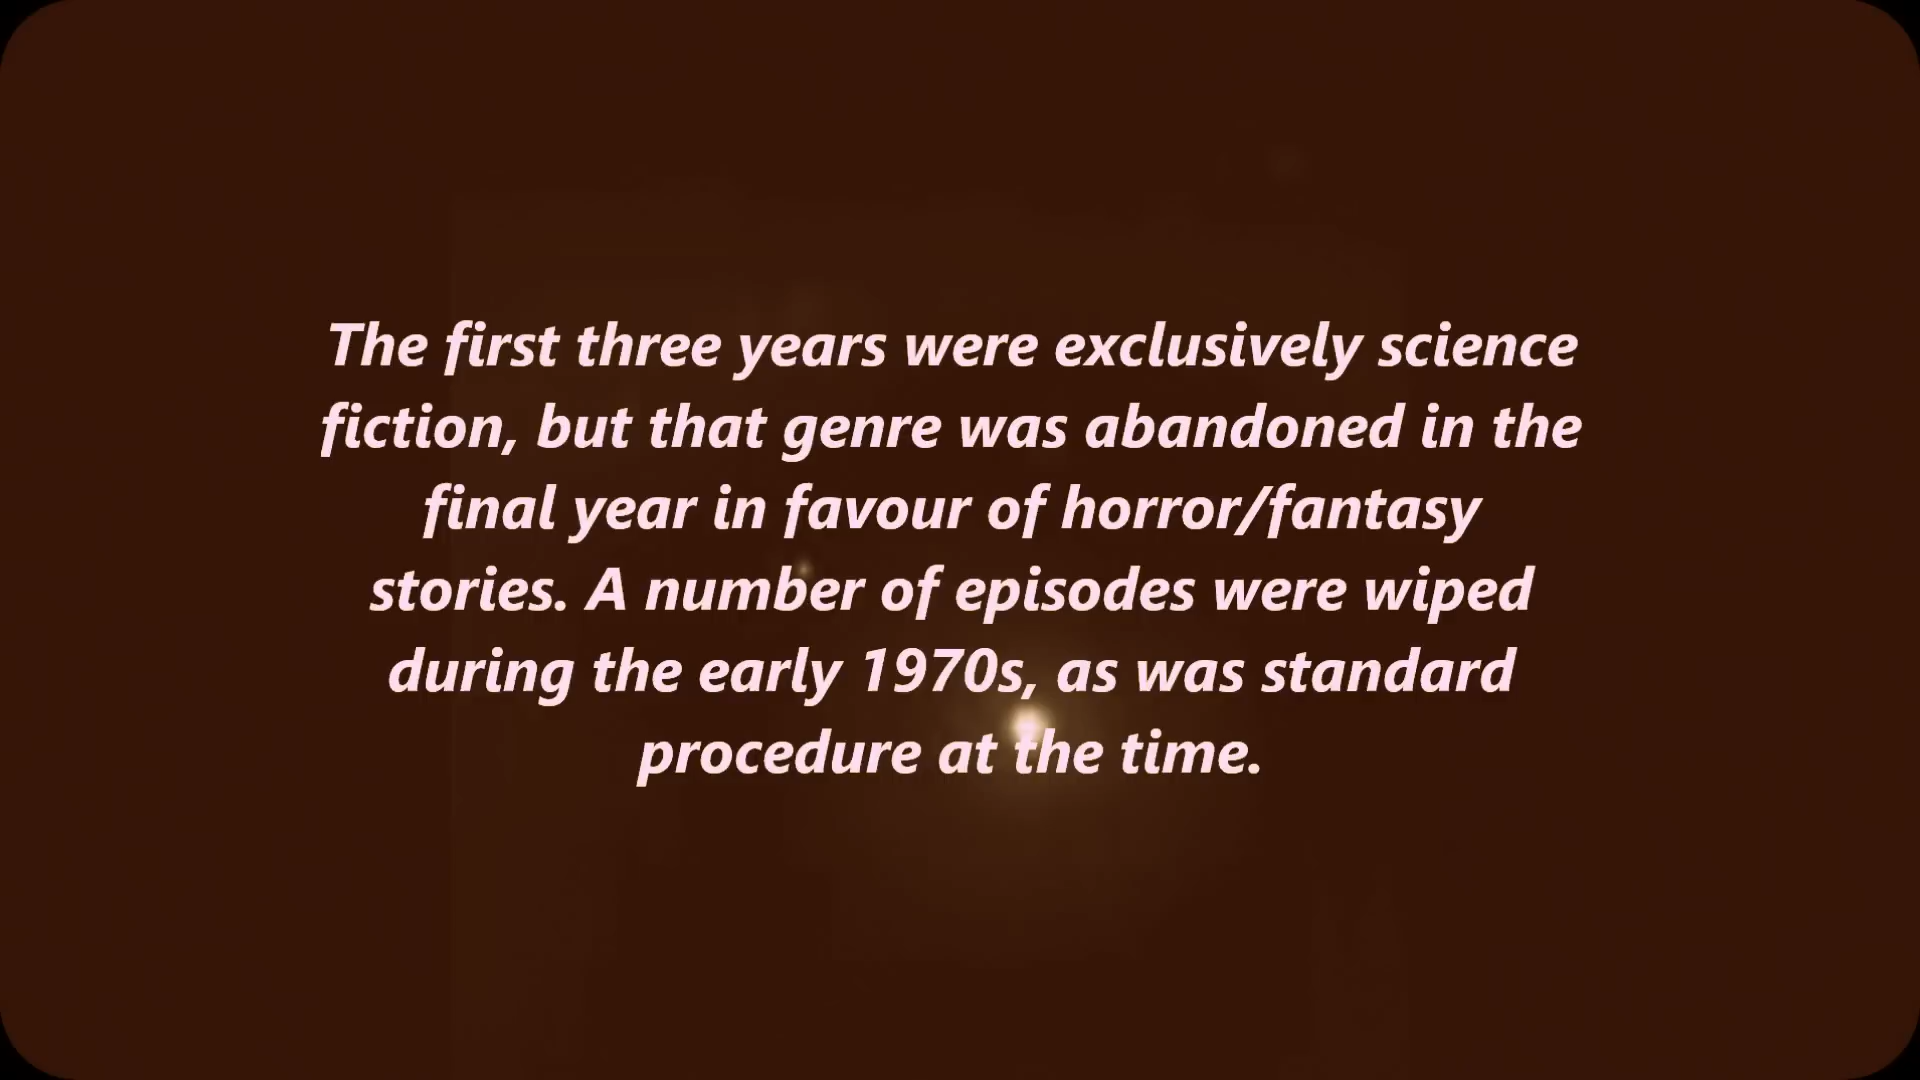 The first three years were exclusively science
fiction, but that genre was abandoned in the
final year in favour of horror/fantasy
stories. A number of episodes were wiped
during the early 1970s, as was standard
procedure at the time.